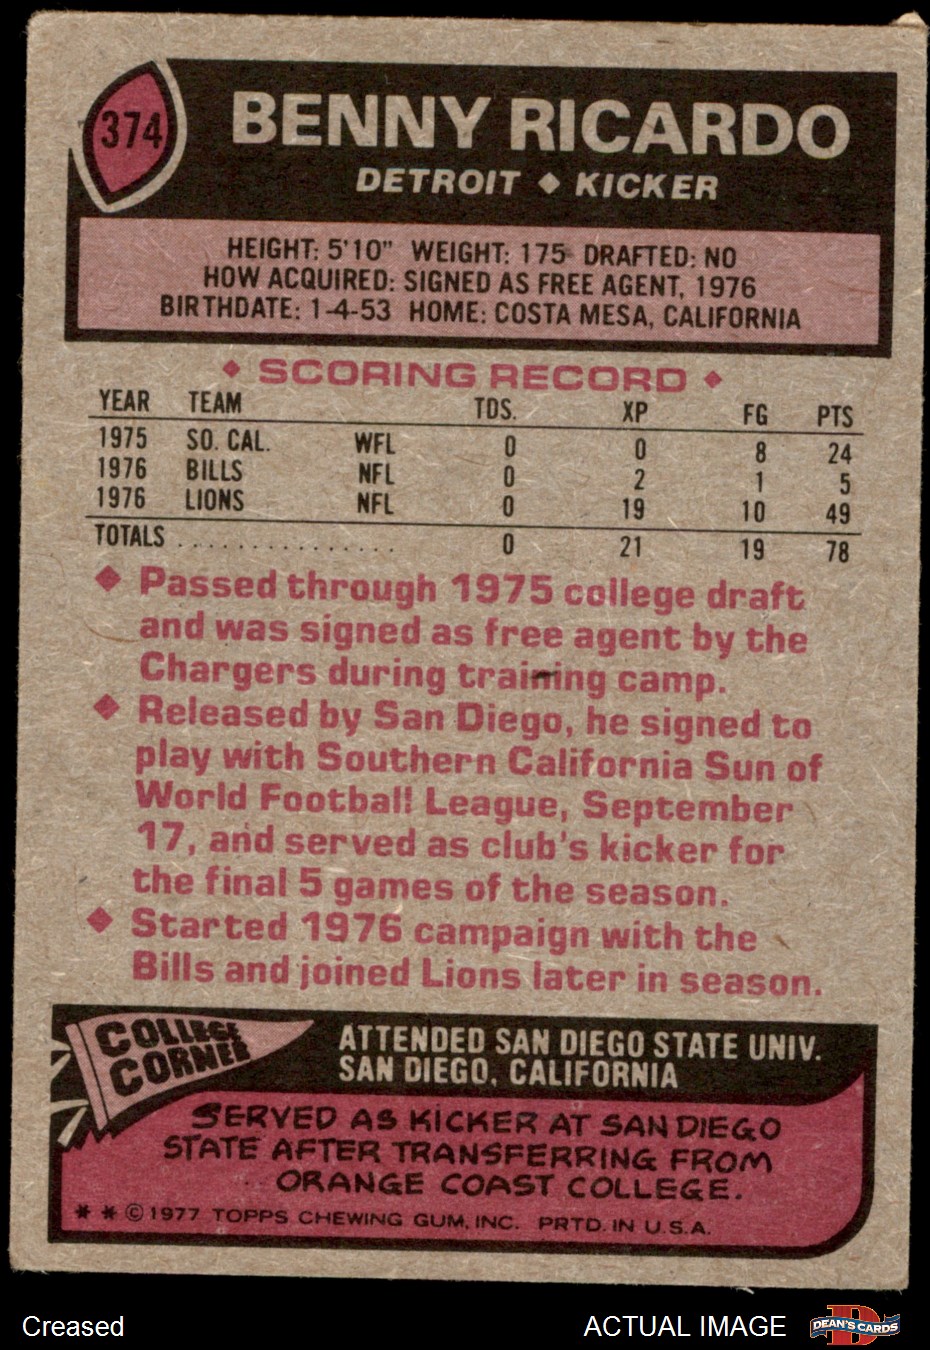 374
BENNY RICARDO
DETROIT ◆ KICKER
HEIGHT: 5'10" WEIGHT: 175 DRAFTED: NO
HOW ACQUIRED: SIGNED AS FREE AGENT, 1976
BIRTHDATE: 1-4-53 HOME: COSTA MESA, CALIFORNIA
◆ SCORING RECORD ◆
YEAR TEAM TDS. XP FG PTS
1975 SO. CAL. WFL 0 0 8 24
1976 BILLS NFL 0 2 1 5
1976 LIONS NFL 0 19 10 49
TOTALS . . . . . . . . . . . . . . . 0 21 19 78
◆ Passed through 1975 college draft
and was signed as free agent by the
Chargers during training camp.
◆ Released by San Diego, he signed to
play with Southern California Sun of
World Football League, September
17, and served as club's kicker for
the final 5 games of the season.
◆ Started 1976 campaign with the
Bills and joined Lions later in season.
COLLEGE
CORNER
ATTENDED SAN DIEGO STATE UNIV.
SAN DIEGO, CALIFORNIA
SERVED AS KICKER AT SAN DIEGO
STATE AFTER TRANSFERRING FROM
ORANGE COAST COLLEGE.
* * © 1977 TOPPS CHEWING GUM, INC. PRTD. IN U.S.A.
Creased
ACTUAL IMAGE
DEAN'S CARDS